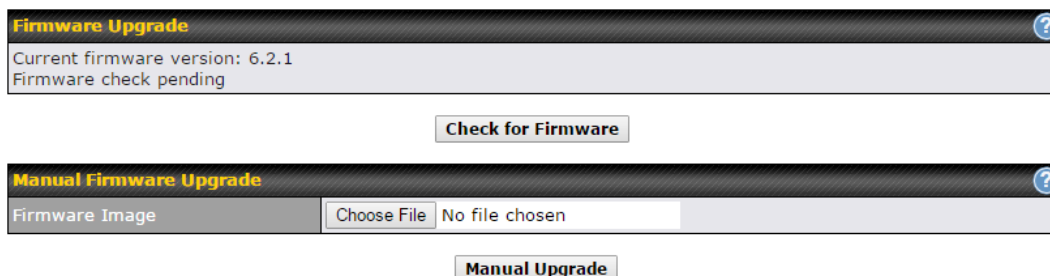 Firmware Upgrade
?
Current firmware version: 6.2.1
Firmware check pending
Check for Firmware
Manual Firmware Upgrade
?
Firmware Image Choose File No file chosen
Manual Upgrade